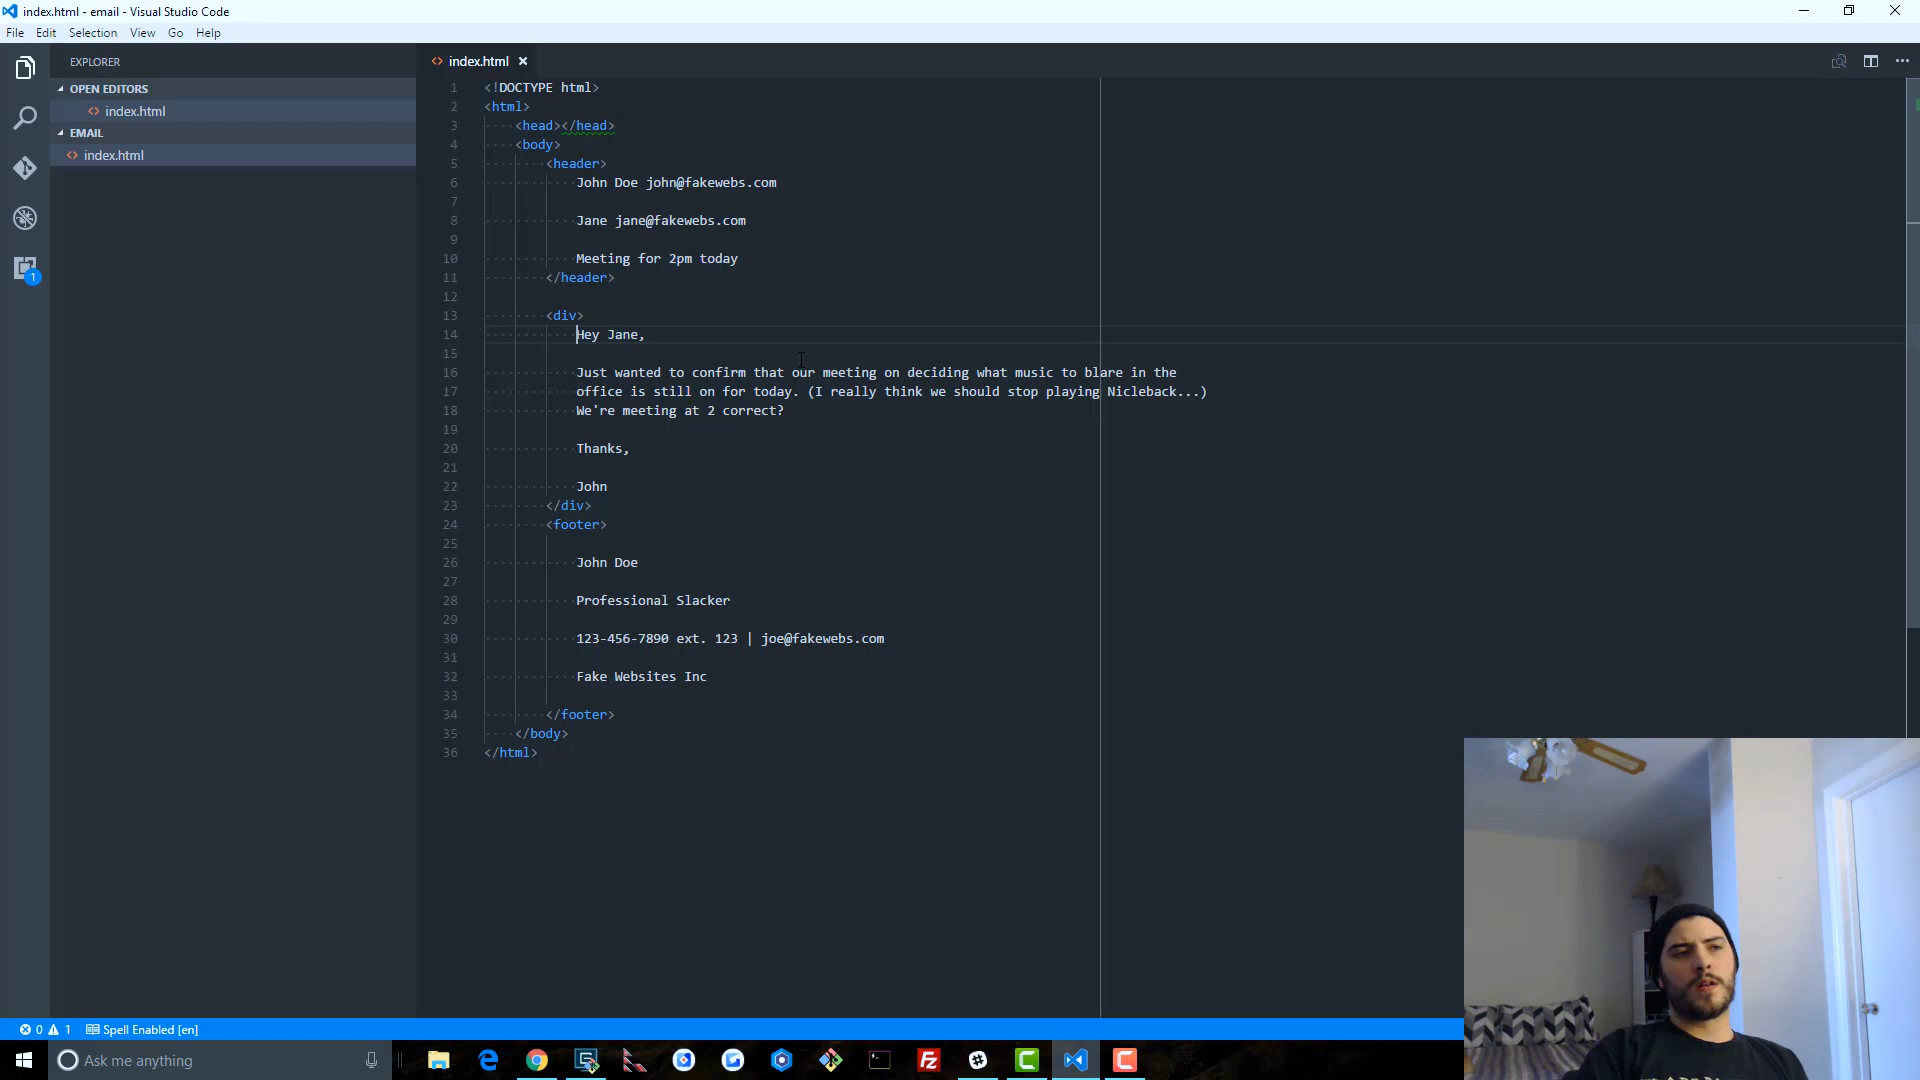 index.html - email - Visual Studio Code
File Edit Selection View Go Help
EXPLORER
OPEN EDITORS
index.html
EMAIL
index.html
1
index.html
1 <!DOCTYPE html>
2 <html>
3 <head></head>
4 <body>
5 <header>
6 John Doe john@fakewebs.com
7
8 Jane jane@fakewebs.com
9
10 Meeting for 2pm today
11 </header>
12
13 <div>
14 Hey Jane,
15
16 Just wanted to confirm that our meeting on deciding what music to blare in the
17 office is still on for today. (I really think we should stop playing Nicleback...)
18 We're meeting at 2 correct?
19
20 Thanks,
21
22 John
23 </div>
24 <footer>
25
26 John Doe
27
28 Professional Slacker
29
30 123-456-7890 ext. 123 | joe@fakewebs.com
31
32 Fake Websites Inc
33
34 </footer>
35 </body>
36 </html>
0 1 Spell Enabled [en]
Ask me anything